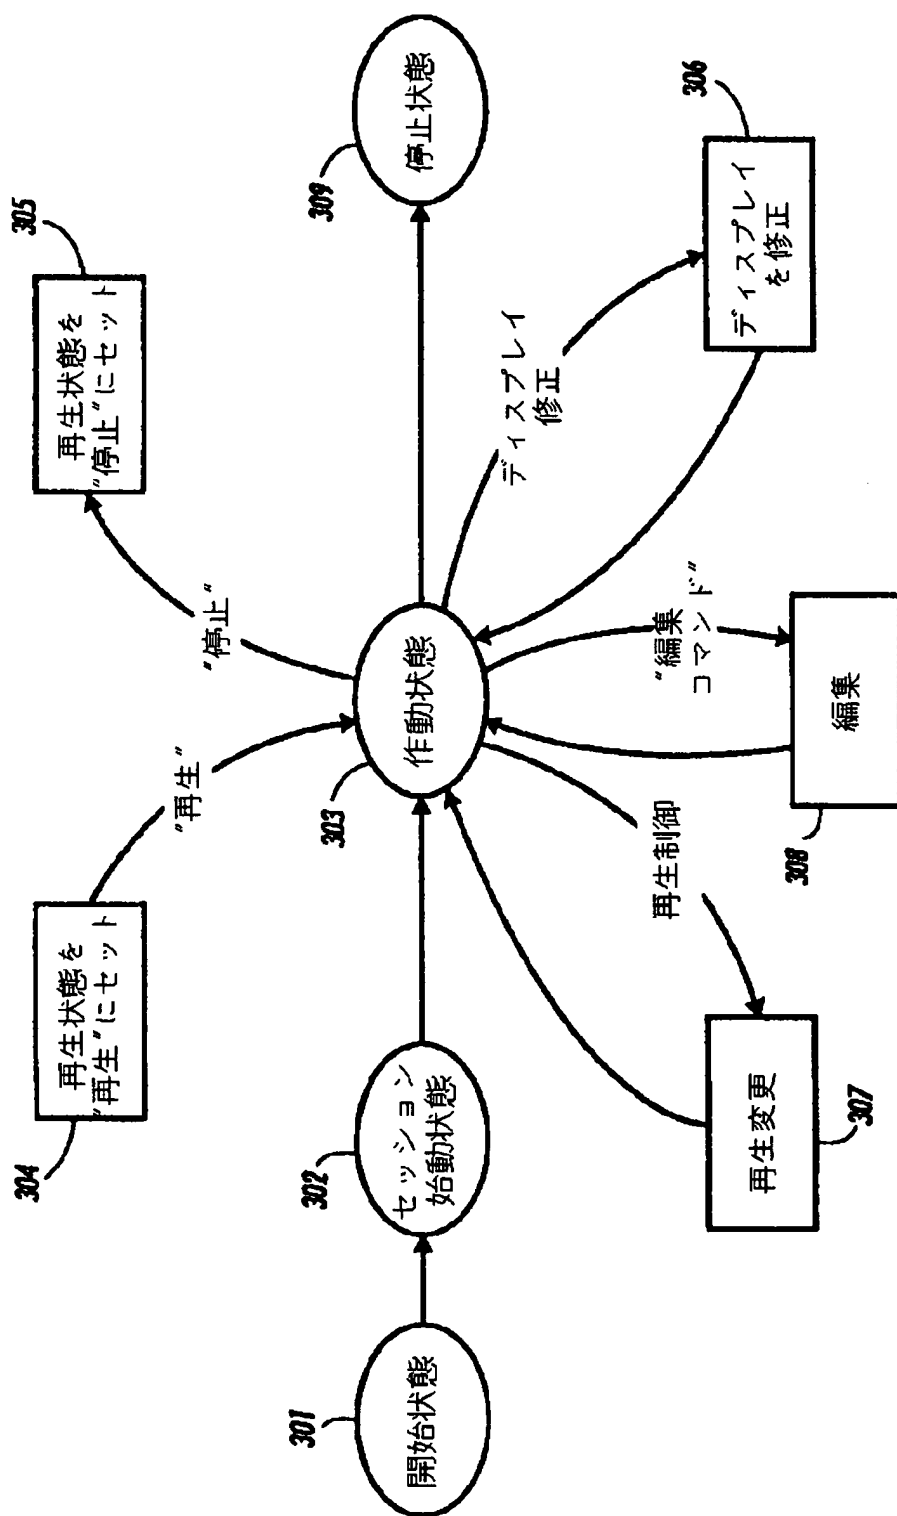 304
再生状態を
“再生”にセット
“再生”
305
再生状態を
“停止”にセット
“停止”
301
開始状態
302
セッション
始動状態
303
作動状態
309
停止状態
再生制御
307
再生変更
“編集
コマンド”
308
編集
ディスプレイ
修正
306
ディスプレイ
を修正